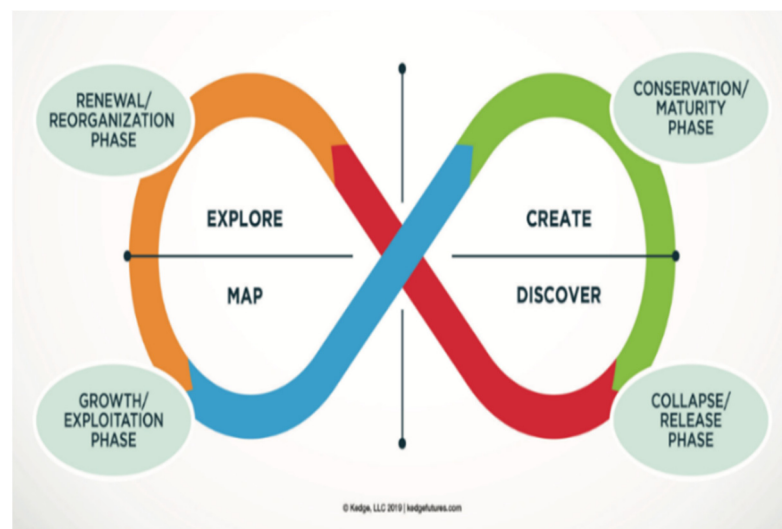 RENEWAL/
REORGANIZATION
PHASE
CONSERVATION/
MATURITY
PHASE
EXPLORE
CREATE
MAP
DISCOVER
GROWTH/
EXPLOITATION
PHASE
COLLAPSE/
RELEASE
PHASE
© Kedge, LLC 2019 | kedgefutures.com